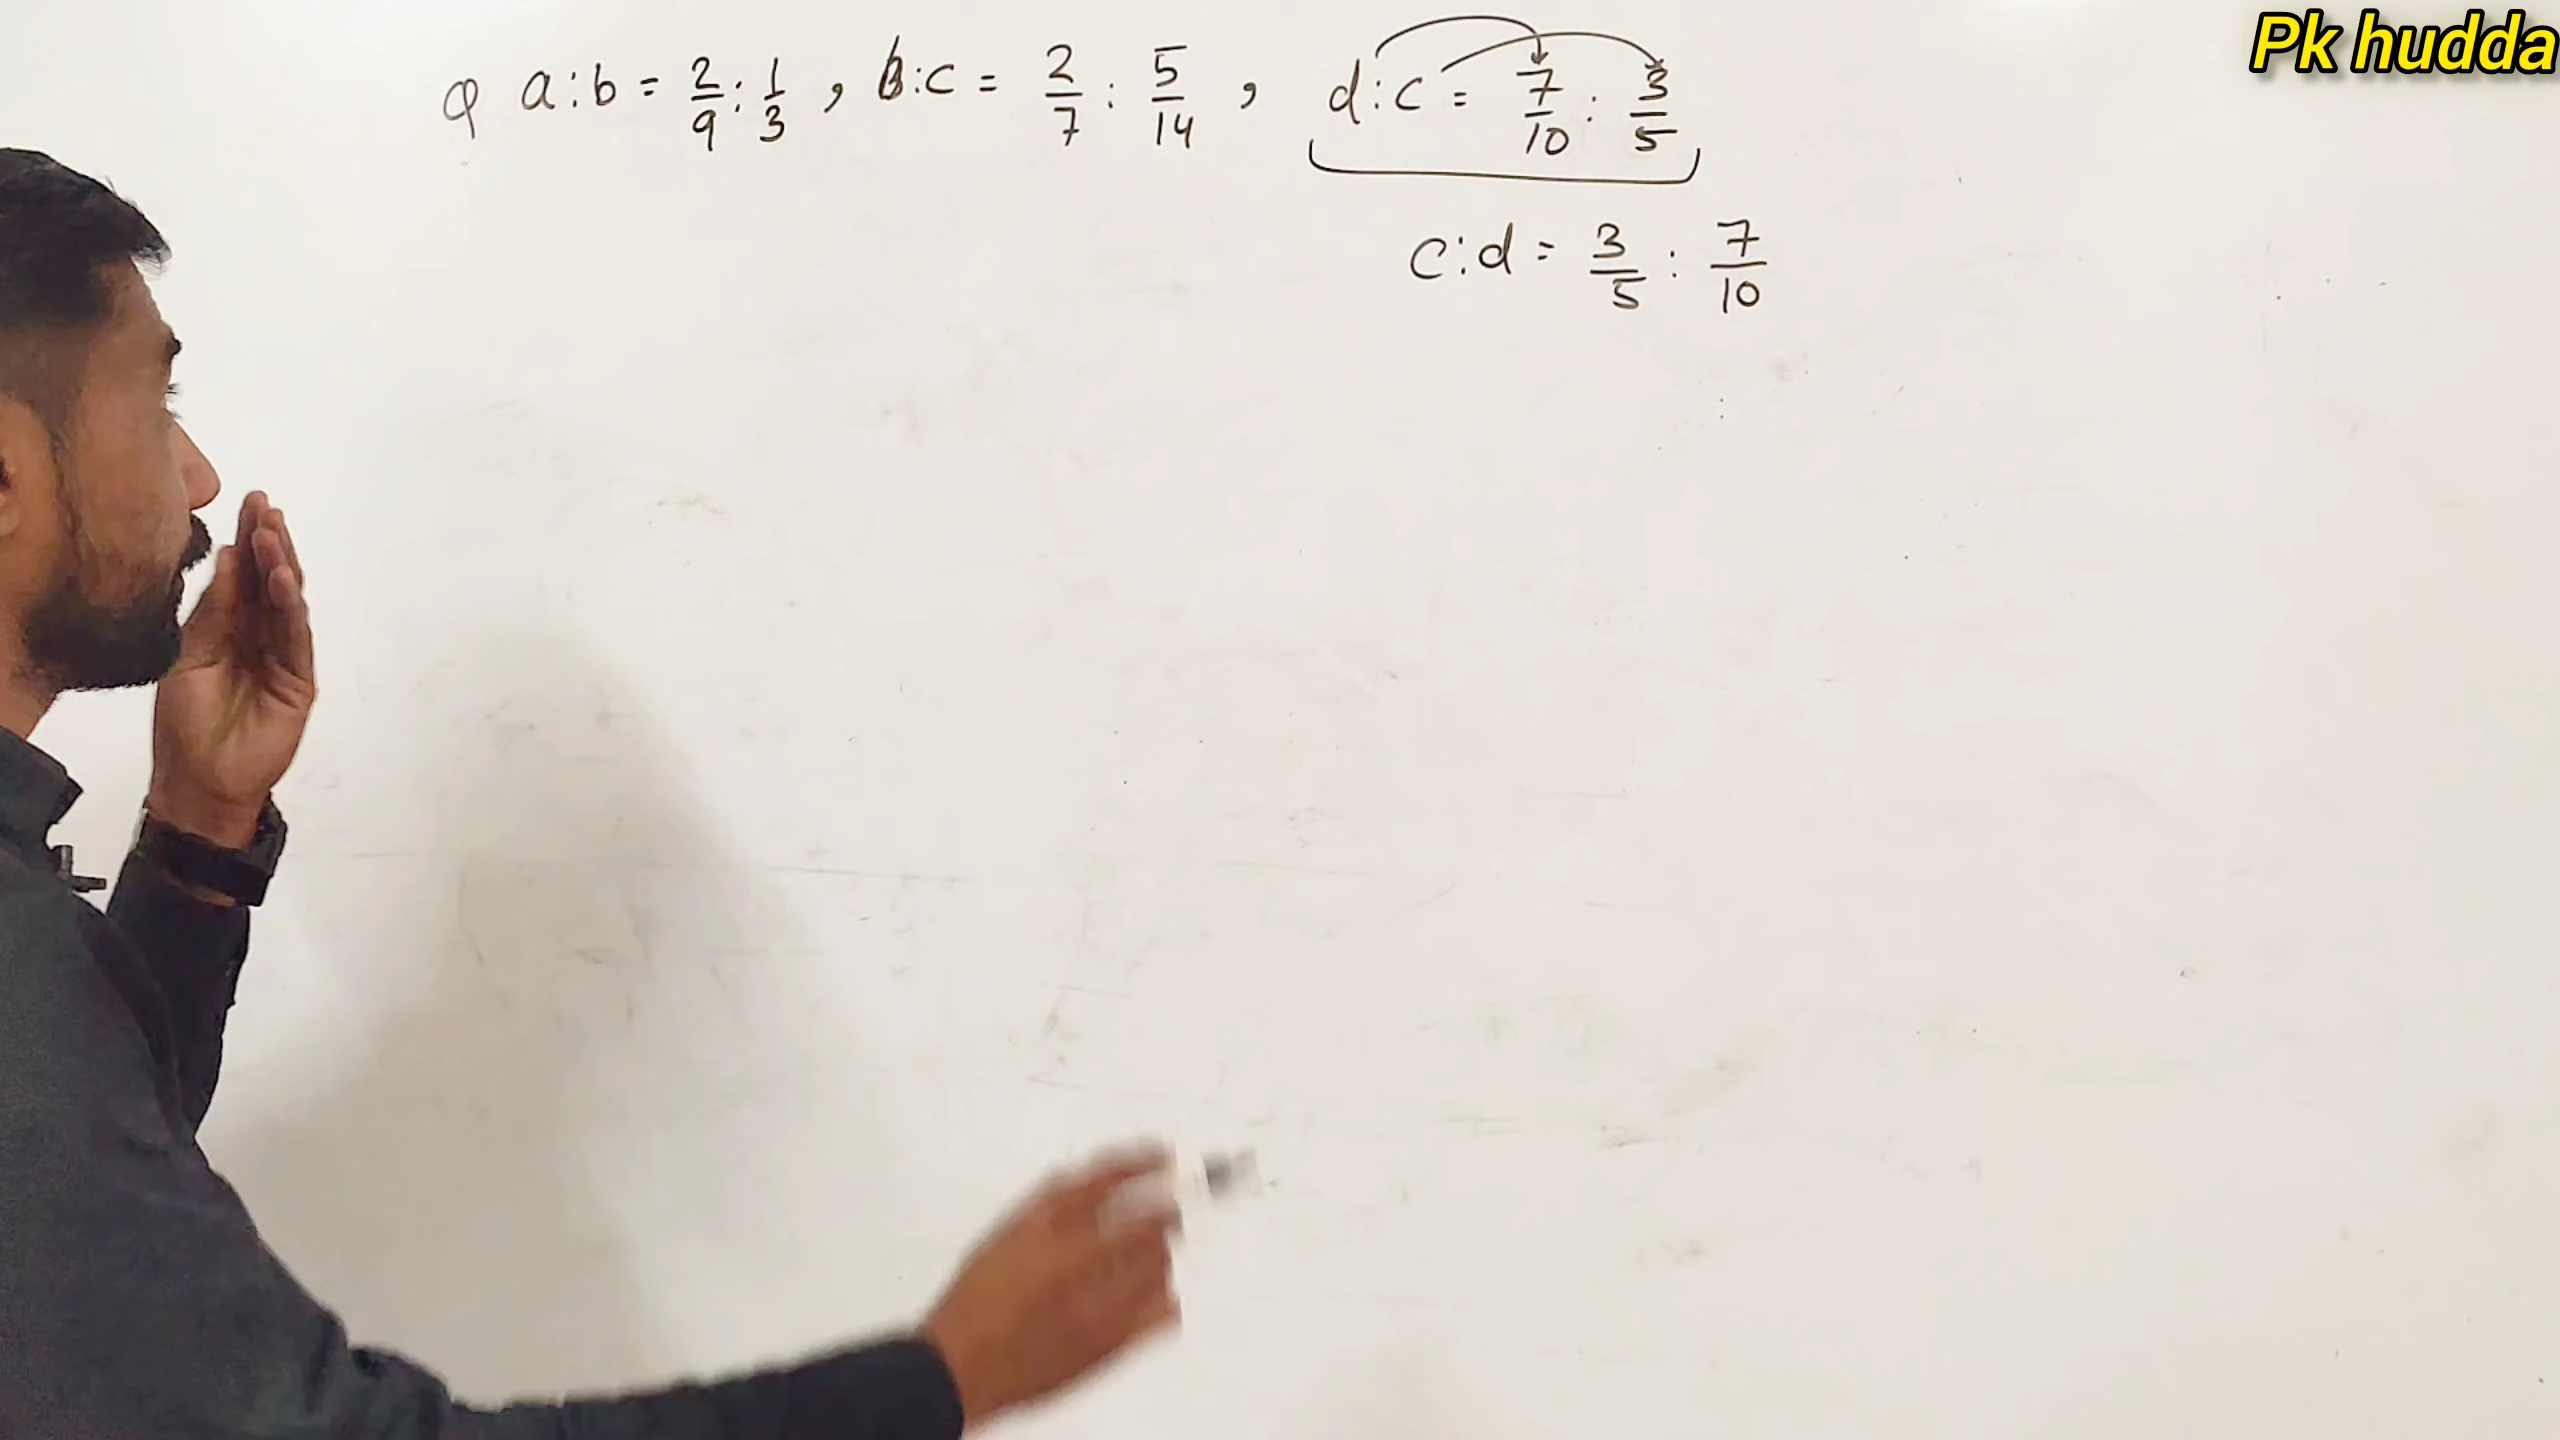 Pk hudda
Q a:b = 2/9 : 1/3 , b:c = 2/7 : 5/14 , d:c = 7/10 : 3/5
c:d = 3/5 : 7/10